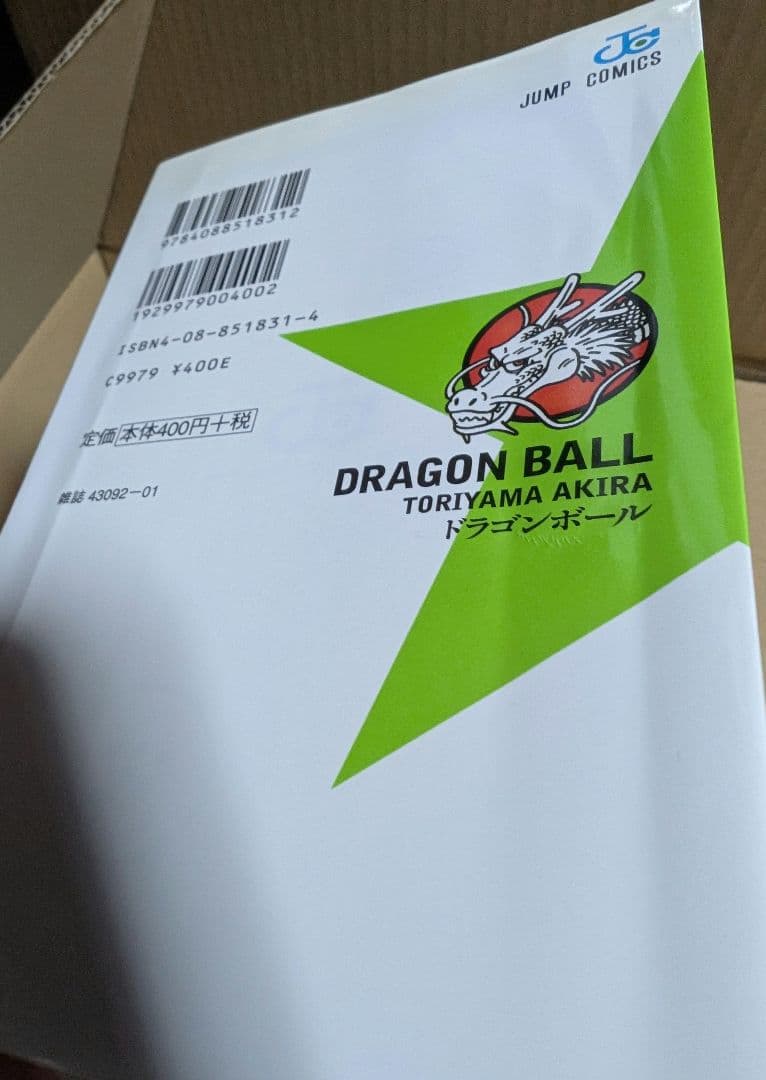 JC
JUMP COMICS
9784088518312
1929979004002
ISBN4-08-851831-4
C9979 ¥400E
定価 本体400円+税
雑誌 43092-01
DRAGON BALL
TORIYAMA AKIRA
ドラゴンボール